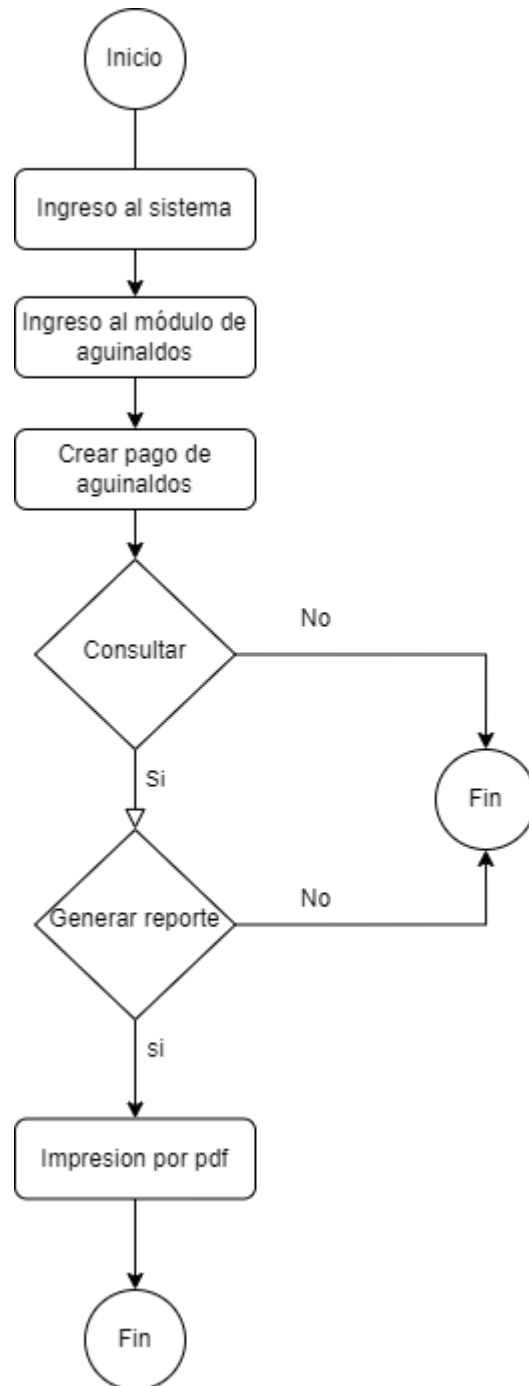 Inicio
Ingreso al sistema
Ingreso al módulo de
aguinaldos
Crear pago de
aguinaldos
Consultar
No
Si
Fin
Generar reporte
No
si
Impresion por pdf
Fin